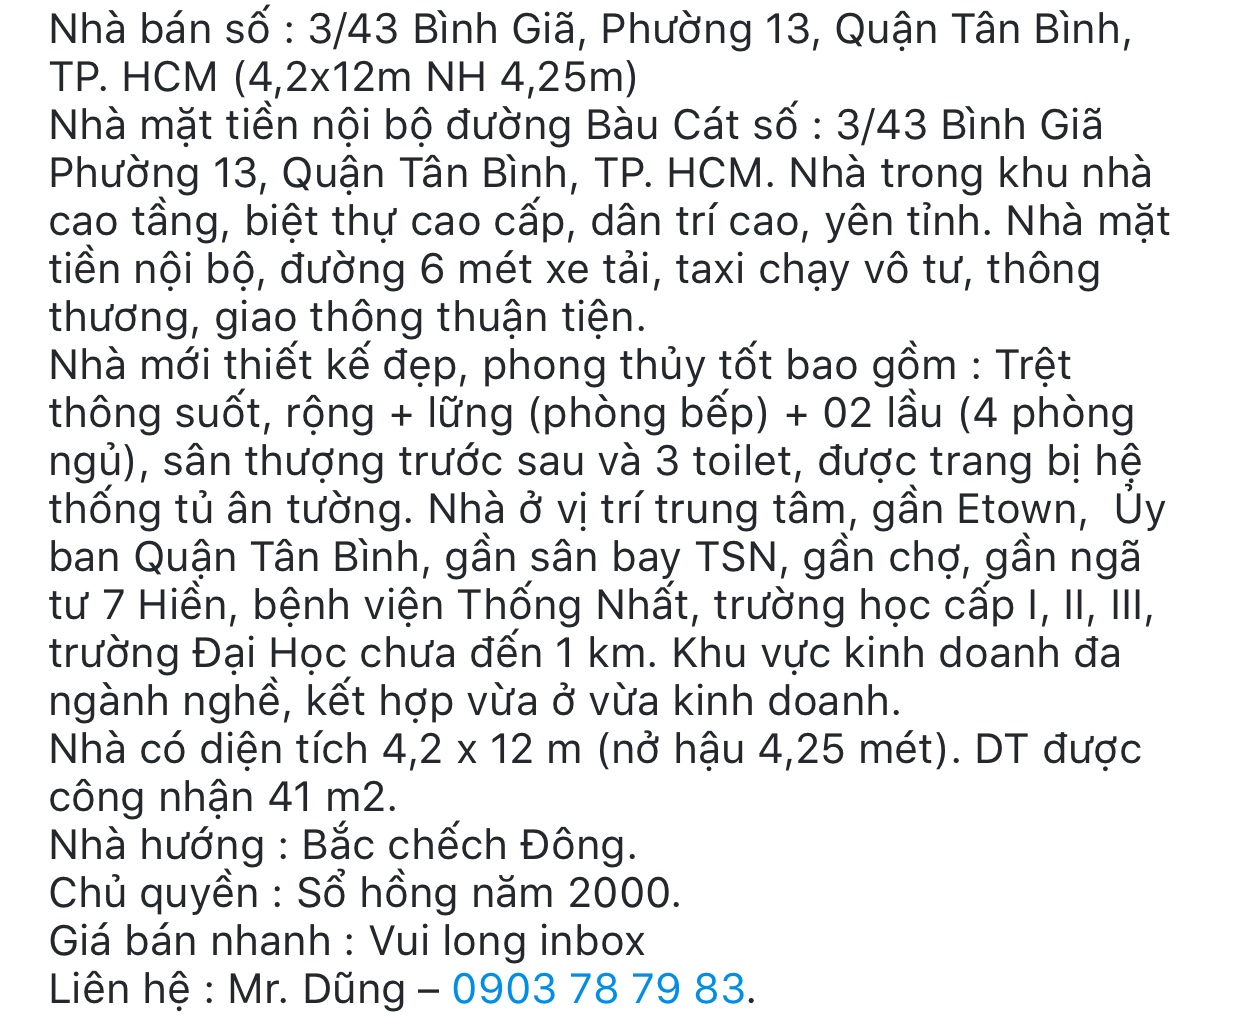 Nhà bán số : 3/43 Bình Giã, Phường 13, Quận Tân Bình,
TP. HCM (4,2x12m NH 4,25m)
Nhà mặt tiền nội bộ đường Bàu Cát số : 3/43 Bình Giã
Phường 13, Quận Tân Bình, TP. HCM. Nhà trong khu nhà
cao tầng, biệt thự cao cấp, dân trí cao, yên tỉnh. Nhà mặt
tiền nội bộ, đường 6 mét xe tải, taxi chạy vô tư, thông
thương, giao thông thuận tiện.
Nhà mới thiết kế đẹp, phong thủy tốt bao gồm : Trệt
thông suốt, rộng + lững (phòng bếp) + 02 lầu (4 phòng
ngủ), sân thượng trước sau và 3 toilet, được trang bị hệ
thống tủ ân tường. Nhà ở vị trí trung tâm, gần Etown,  Ủy
ban Quận Tân Bình, gần sân bay TSN, gần chợ, gần ngã
tư 7 Hiền, bệnh viện Thống Nhất, trường học cấp I, II, III,
trường Đại Học chưa đến 1 km. Khu vực kinh doanh đa
ngành nghề, kết hợp vừa ở vừa kinh doanh.
Nhà có diện tích 4,2 x 12 m (nở hậu 4,25 mét). DT được
công nhận 41 m2.
Nhà hướng : Bắc chếch Đông.
Chủ quyền : Sổ hồng năm 2000.
Giá bán nhanh : Vui long inbox
Liên hệ : Mr. Dũng – 0903 78 79 83.